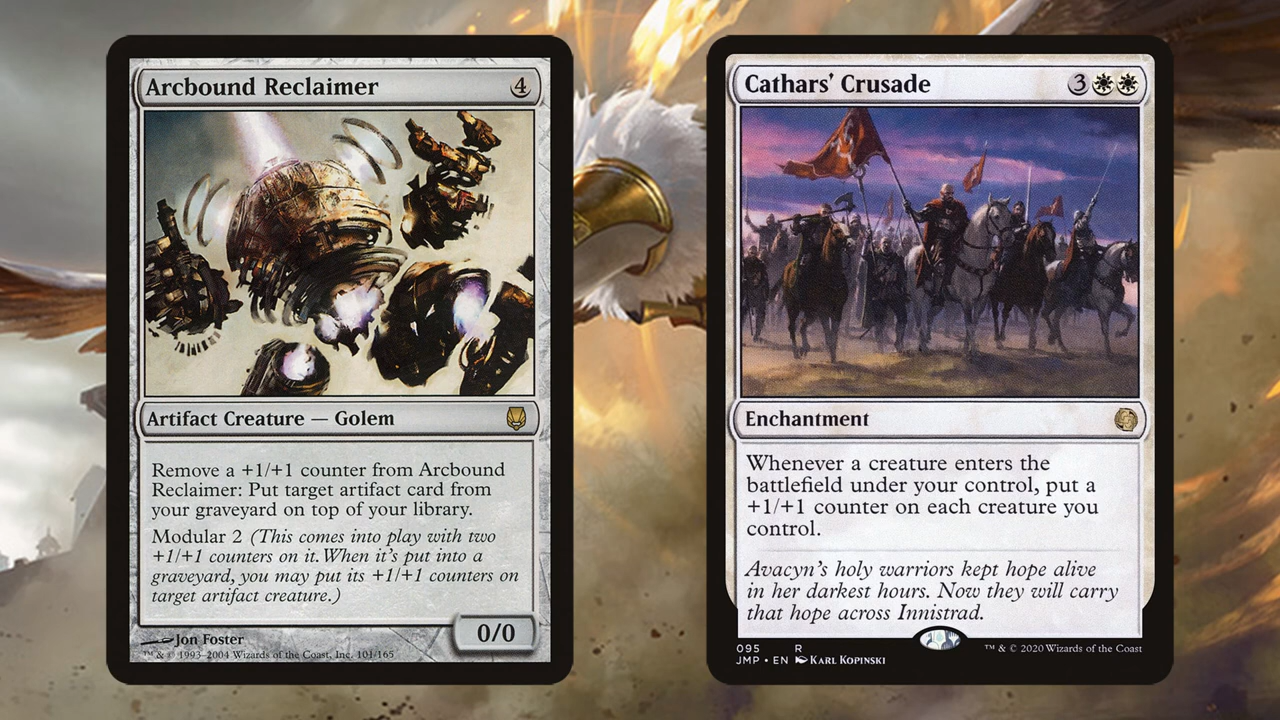 Arcbound Reclaimer 4
Artifact Creature — Golem
Remove a +1/+1 counter from Arcbound
Reclaimer: Put target artifact card from
your graveyard on top of your library.
Modular 2 (This comes into play with two
+1/+1 counters on it. When it's put into a
graveyard, you may put its +1/+1 counters on
target artifact creature.)
0/0
Jon Foster
™ & © 1993–2004 Wizards of the Coast, Inc. 101/165
Cathars' Crusade 3
Enchantment
Whenever a creature enters the
battlefield under your control, put a
+1/+1 counter on each creature you
control.
Avacyn's holy warriors kept hope alive
in her darkest hours. Now they will carry
that hope across Innistrad.
095 R
JMP • EN Karl Kopinski
™ & © 2020 Wizards of the Coast